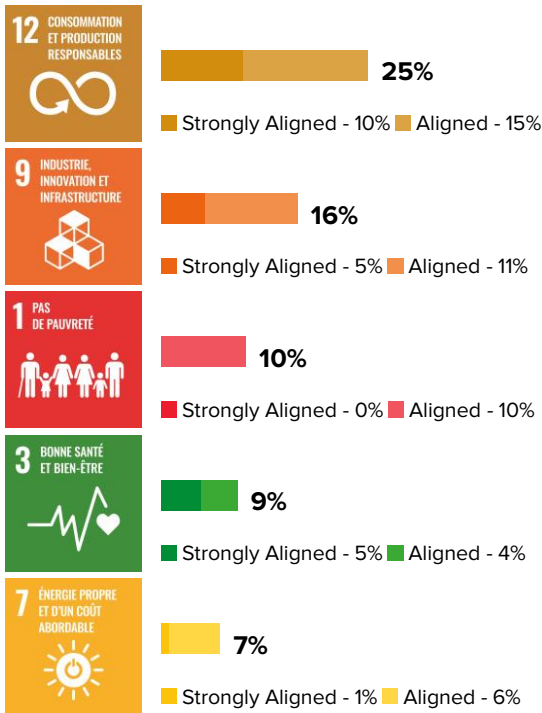 12 CONSOMMATION
ET PRODUCTION
RESPONSABLES
25%
Strongly Aligned - 10% Aligned - 15%
9 INDUSTRIE,
INNOVATION ET
INFRASTRUCTURE
16%
Strongly Aligned - 5% Aligned - 11%
1 PAS
DE PAUVRETÉ
10%
Strongly Aligned - 0% Aligned - 10%
3 BONNE SANTÉ
ET BIEN-ÊTRE
9%
Strongly Aligned - 5% Aligned - 4%
7 ÉNERGIE PROPRE
ET D'UN COÛT
ABORDABLE
7%
Strongly Aligned - 1% Aligned - 6%